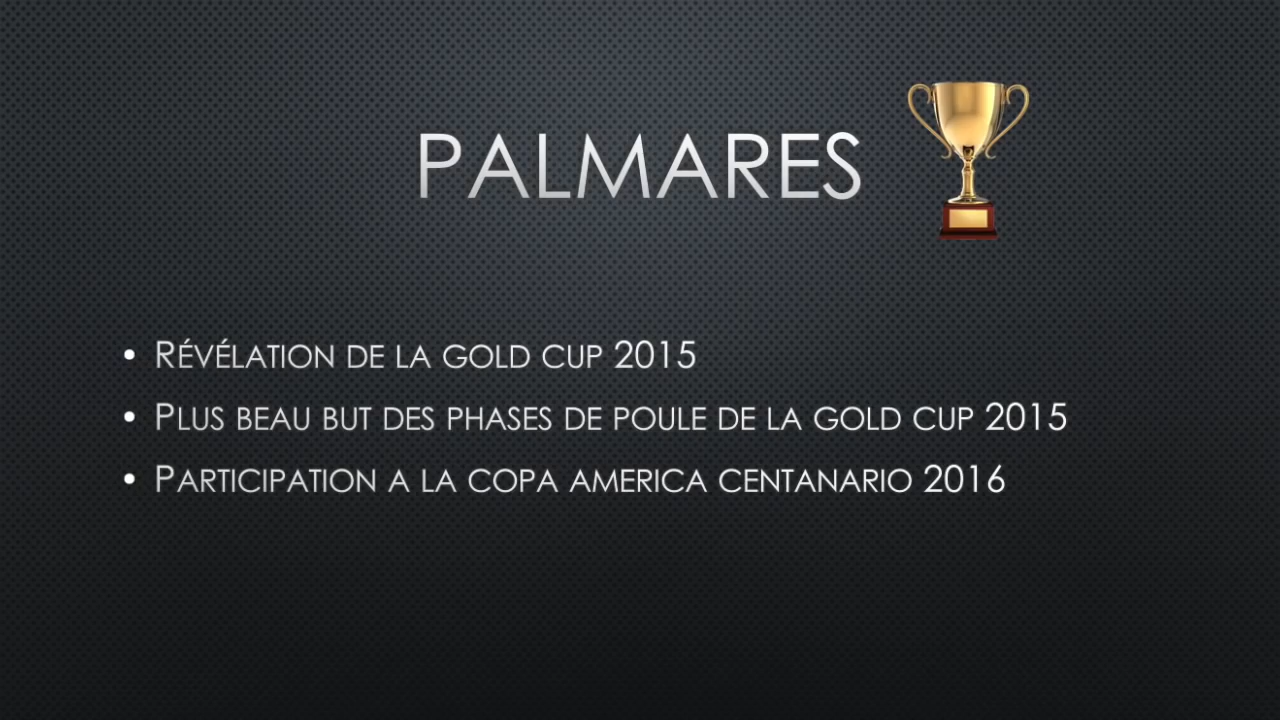 PALMARES
• RÉVÉLATION DE LA GOLD CUP 2015
• PLUS BEAU BUT DES PHASES DE POULE DE LA GOLD CUP 2015
• PARTICIPATION A LA COPA AMERICA CENTANARIO 2016